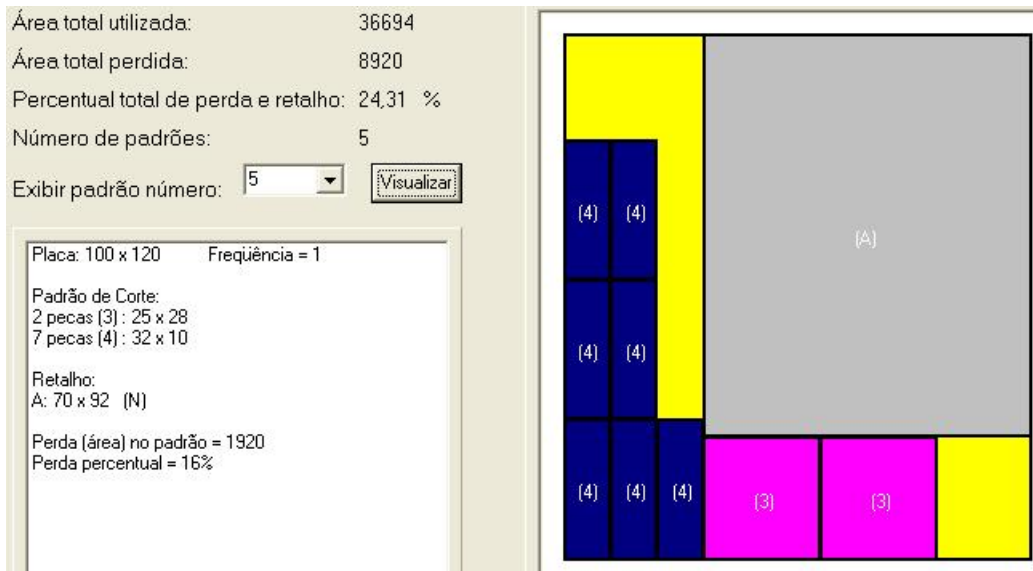 Área total utilizada: 36694
Área total perdida: 8920
Percentual total de perda e retalho: 24,31 %
Número de padrões: 5
Exibir padrão número: 5 Visualizar
Placa: 100 x 120 Freqüência = 1
Padrão de Corte:
2 pecas (3) : 25 x 28
7 pecas (4) : 32 x 10
Retalho:
A: 70 x 92 (N)
Perda (área) no padrão = 1920
Perda percentual = 16%
(4) (4) (A)
(4) (4)
(4) (4) (4) (3) (3)